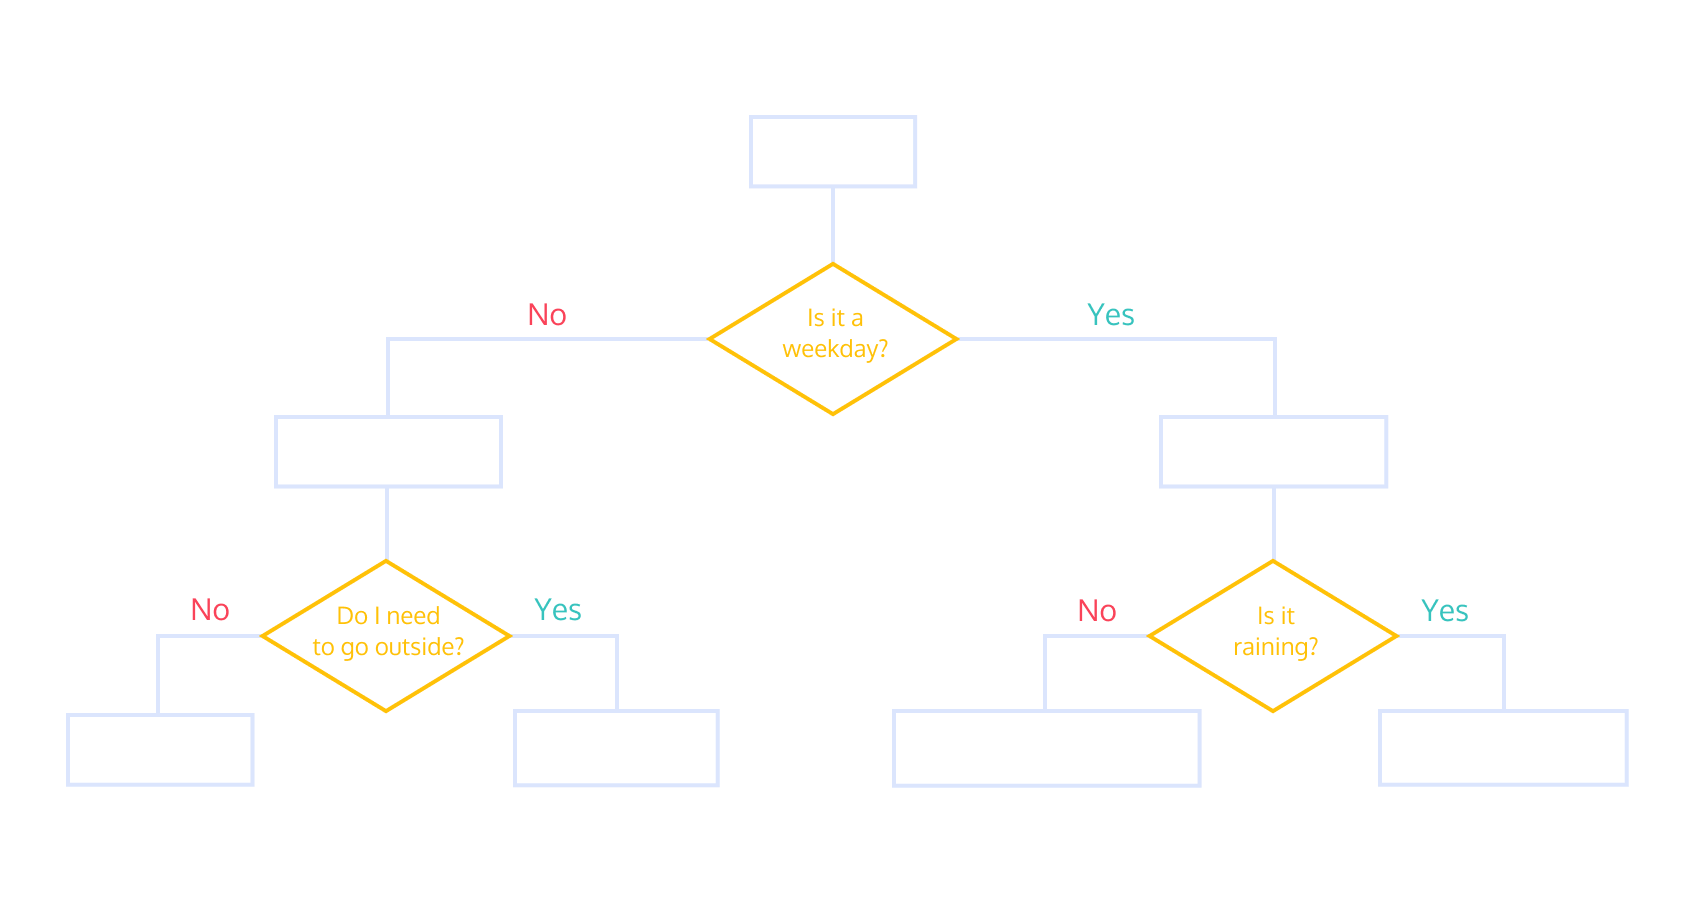 No
Is it a
weekday?
Yes
No
Do I need
to go outside?
Yes
No
Is it
raining?
Yes